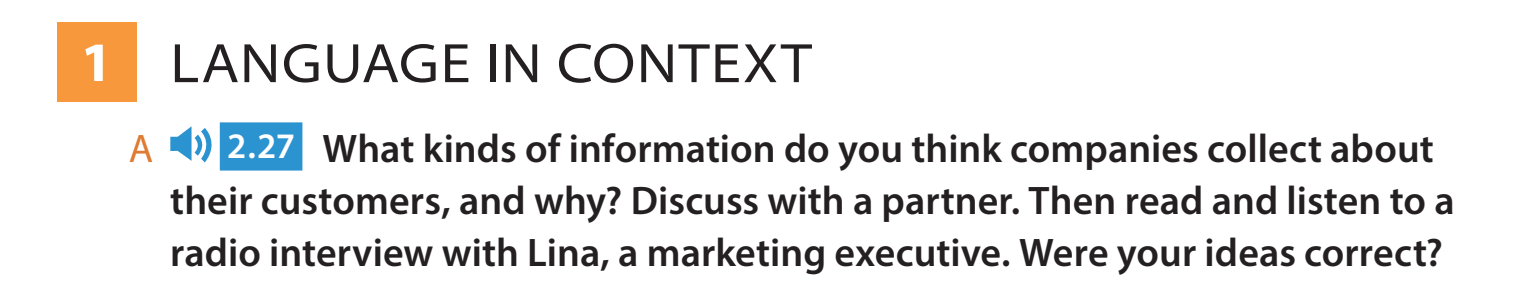 1 LANGUAGE IN CONTEXT
A 2.27 What kinds of information do you think companies collect about
their customers, and why? Discuss with a partner. Then read and listen to a
radio interview with Lina, a marketing executive. Were your ideas correct?